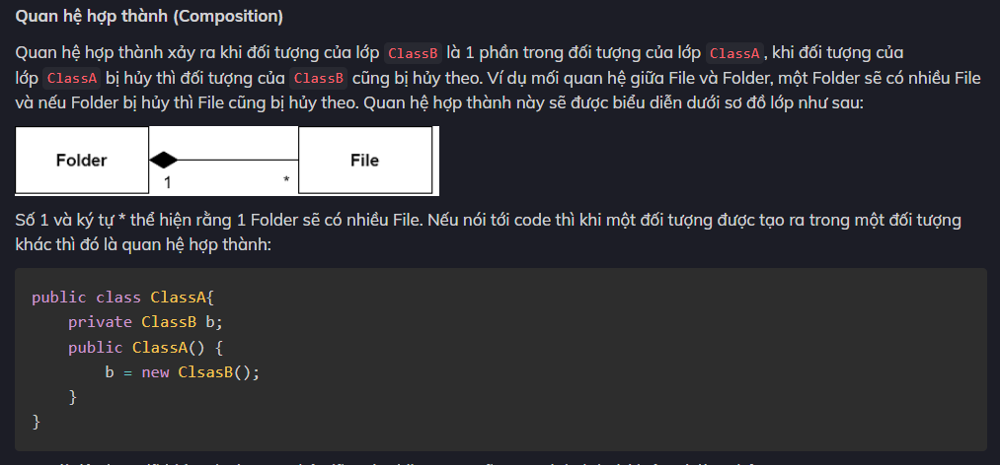 Quan hệ hợp thành (Composition)
Quan hệ hợp thành xảy ra khi đối tượng của lớp ClassB là 1 phần trong đối tượng của lớp ClassA, khi đối tượng của
lớp ClassA bị hủy thì đối tượng của ClassB cũng bị hủy theo. Ví dụ mối quan hệ giữa File và Folder, một Folder sẽ có nhiều File
và nếu Folder bị hủy thì File cũng bị hủy theo. Quan hệ hợp thành này sẽ được biểu diễn dưới sơ đồ lớp như sau:
Folder
File
1
*
Số 1 và ký tự * thể hiện rằng 1 Folder sẽ có nhiều File. Nếu nói tới code thì khi một đối tượng được tạo ra trong một đối tượng
khác thì đó là quan hệ hợp thành:
public class ClassA{
    private ClassB b;
    public ClassA() {
        b = new ClsasB();
    }
}